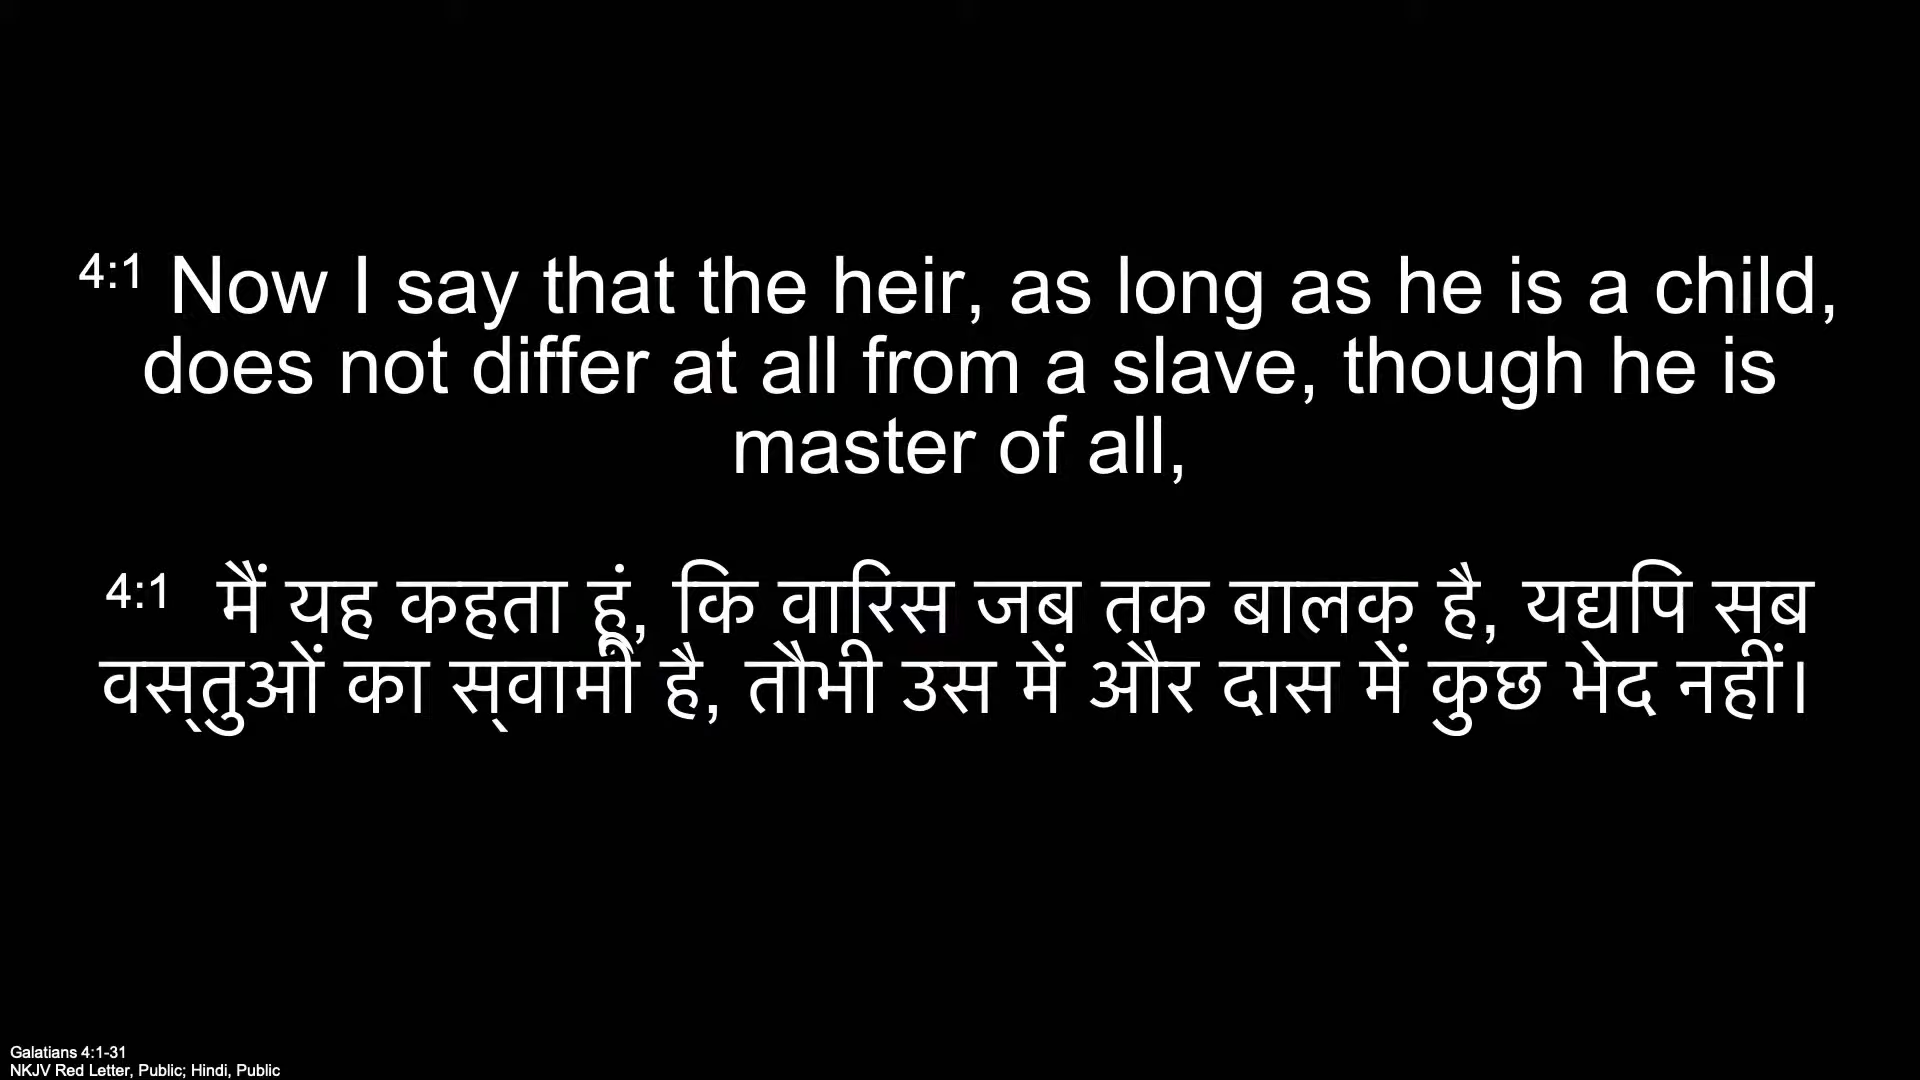 4:1 Now I say that the heir, as long as he is a child,
does not differ at all from a slave, though he is
master of all,
4:1 मैं यह कहता हूं, कि वारिस जब तक बालक है, यद्यपि सब
वस्तुओं का स्वामी है, तौभी उस में और दास में कुछ भेद नहीं।
Galatians 4:1-31
NKJV Red Letter, Public; Hindi, Public